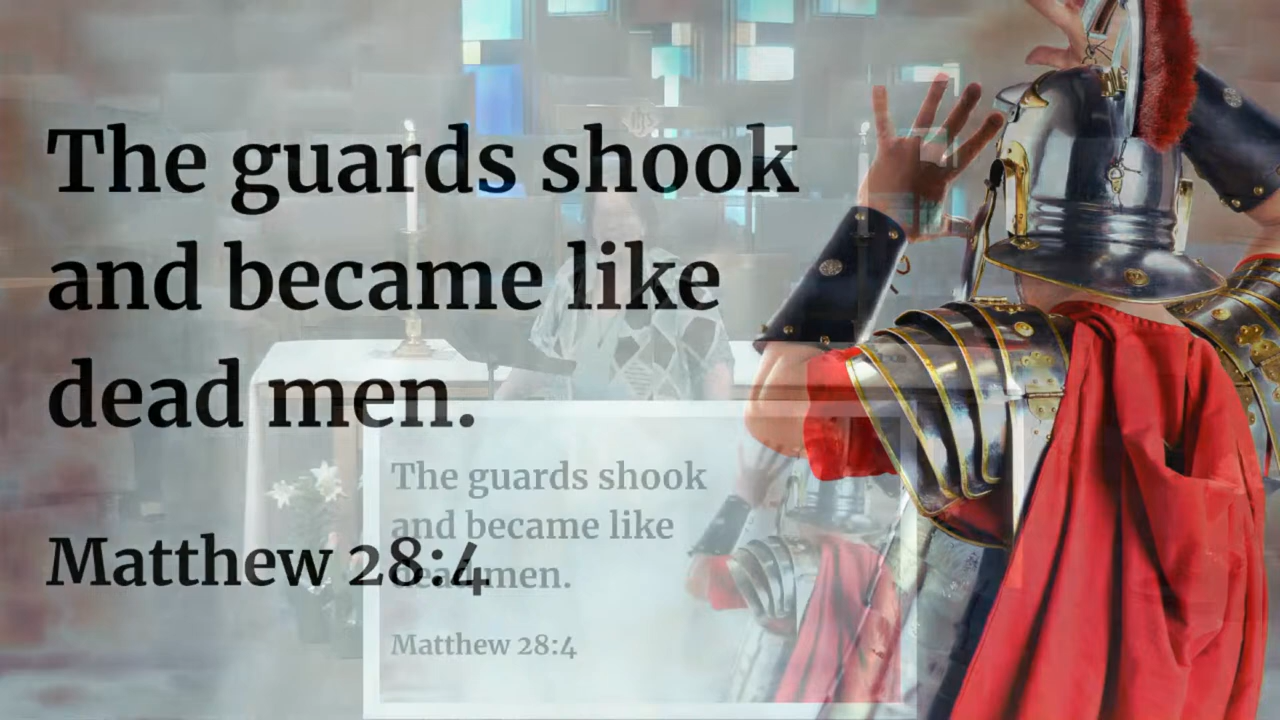 The guards shook
and became like
dead men.
Matthew 28:4
The guards shook
and became like
dead men.
Matthew 28:4